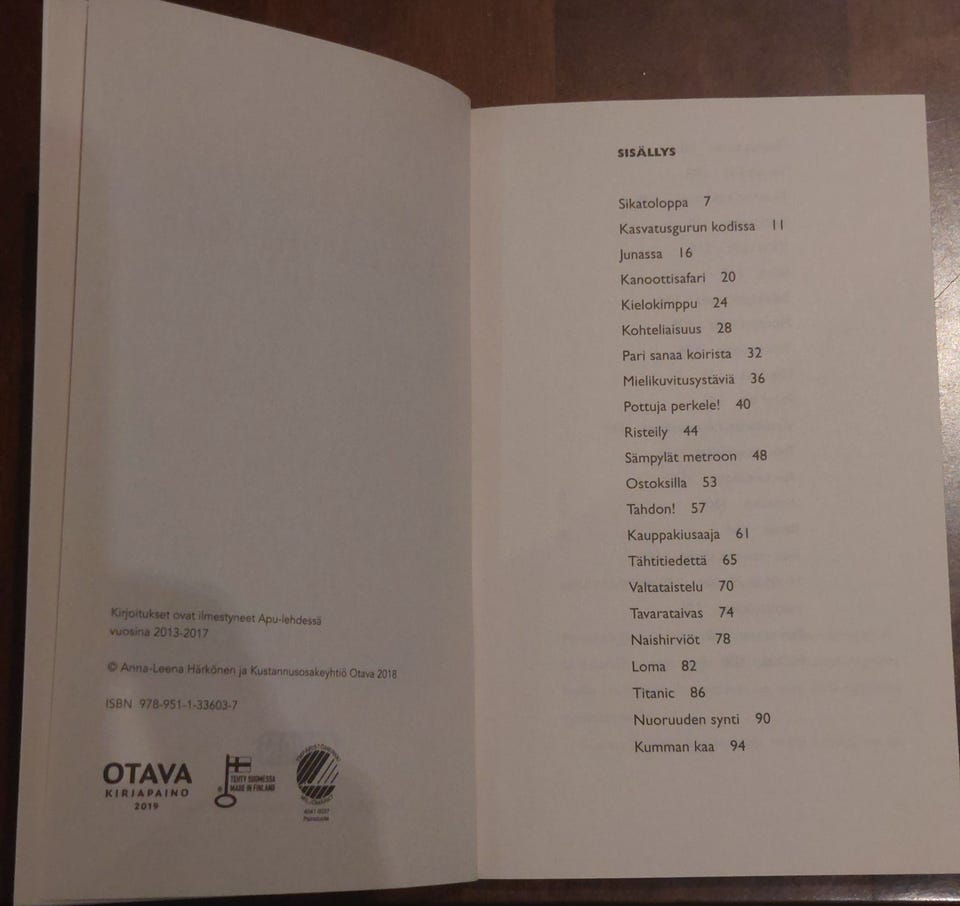 Kirjoitukset ovat ilmestyneet Apu-lehdessä
vuosina 2013-2017
© Anna-Leena Härkönen ja Kustannusosakeyhtiö Otava 2018
ISBN 978-951-1-33603-7
OTAVA
KIRJAPAINO
2019
TEHTY SUOMESSA
MADE IN FINLAND
4041 0037
Painotuote
SISÄLLYS
Sikatoloppa 7
Kasvatusgurun kodissa 11
Junassa 16
Kanoottisafari 20
Kielokimppu 24
Kohteliaisuus 28
Pari sanaa koirista 32
Mielikuvitusystäviä 36
Pottuja perkele! 40
Risteily 44
Sämpylät metroon 48
Ostoksilla 53
Tahdon! 57
Kauppakiusaaja 61
Tähtitiedettä 65
Valtataistelu 70
Tavarataivas 74
Naishirviöt 78
Loma 82
Titanic 86
Nuoruuden synti 90
Kumman kaa 94